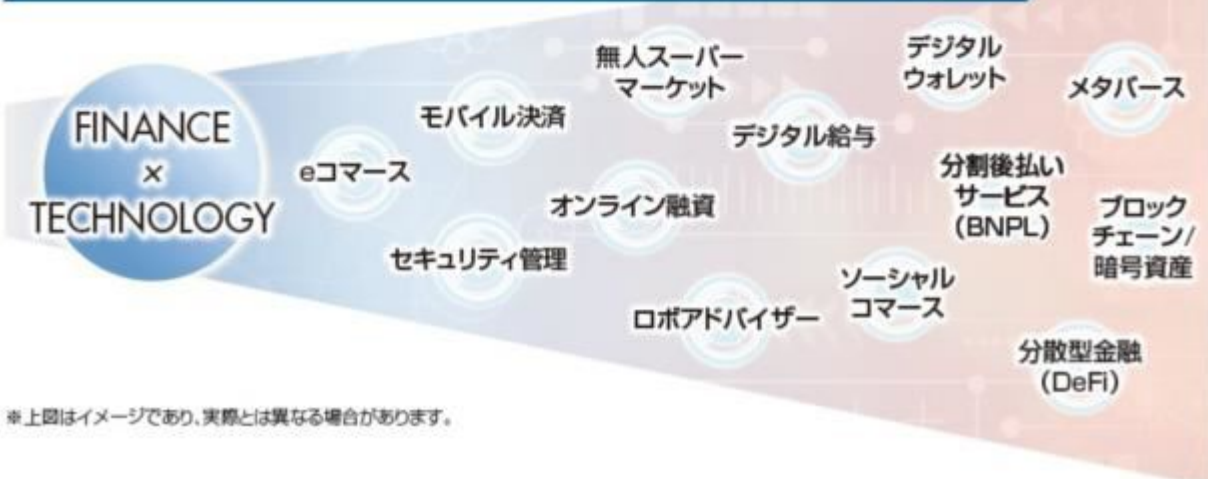 FINANCE
×
TECHNOLOGY
eコマース
モバイル決済
セキュリティ管理
無人スーパー
マーケット
オンライン融資
ロボアドバイザー
デジタル給与
デジタル
ウォレット
分割後払い
サービス
(BNPL)
ソーシャル
コマース
メタバース
ブロック
チェーン/
暗号資産
分散型金融
(DeFi)
※上図はイメージであり、実際とは異なる場合があります。